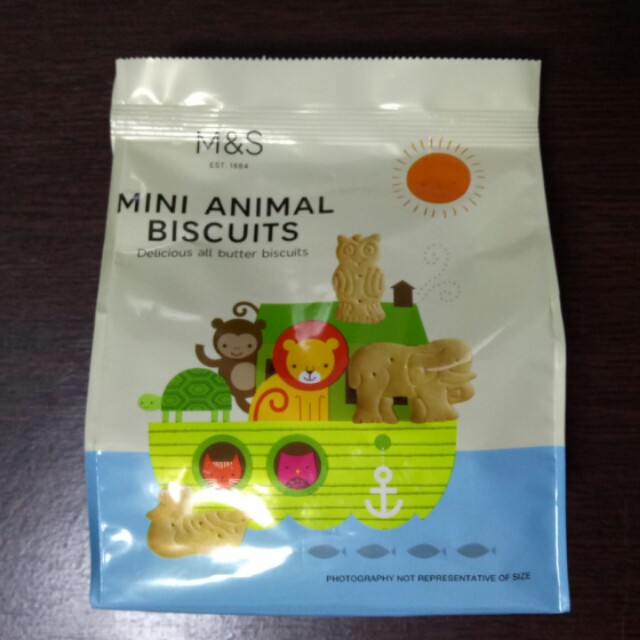 M&S
EST. 1884
MINI ANIMAL
BISCUITS
Delicious all butter biscuits
PHOTOGRAPHY NOT REPRESENTATIVE OF SIZE